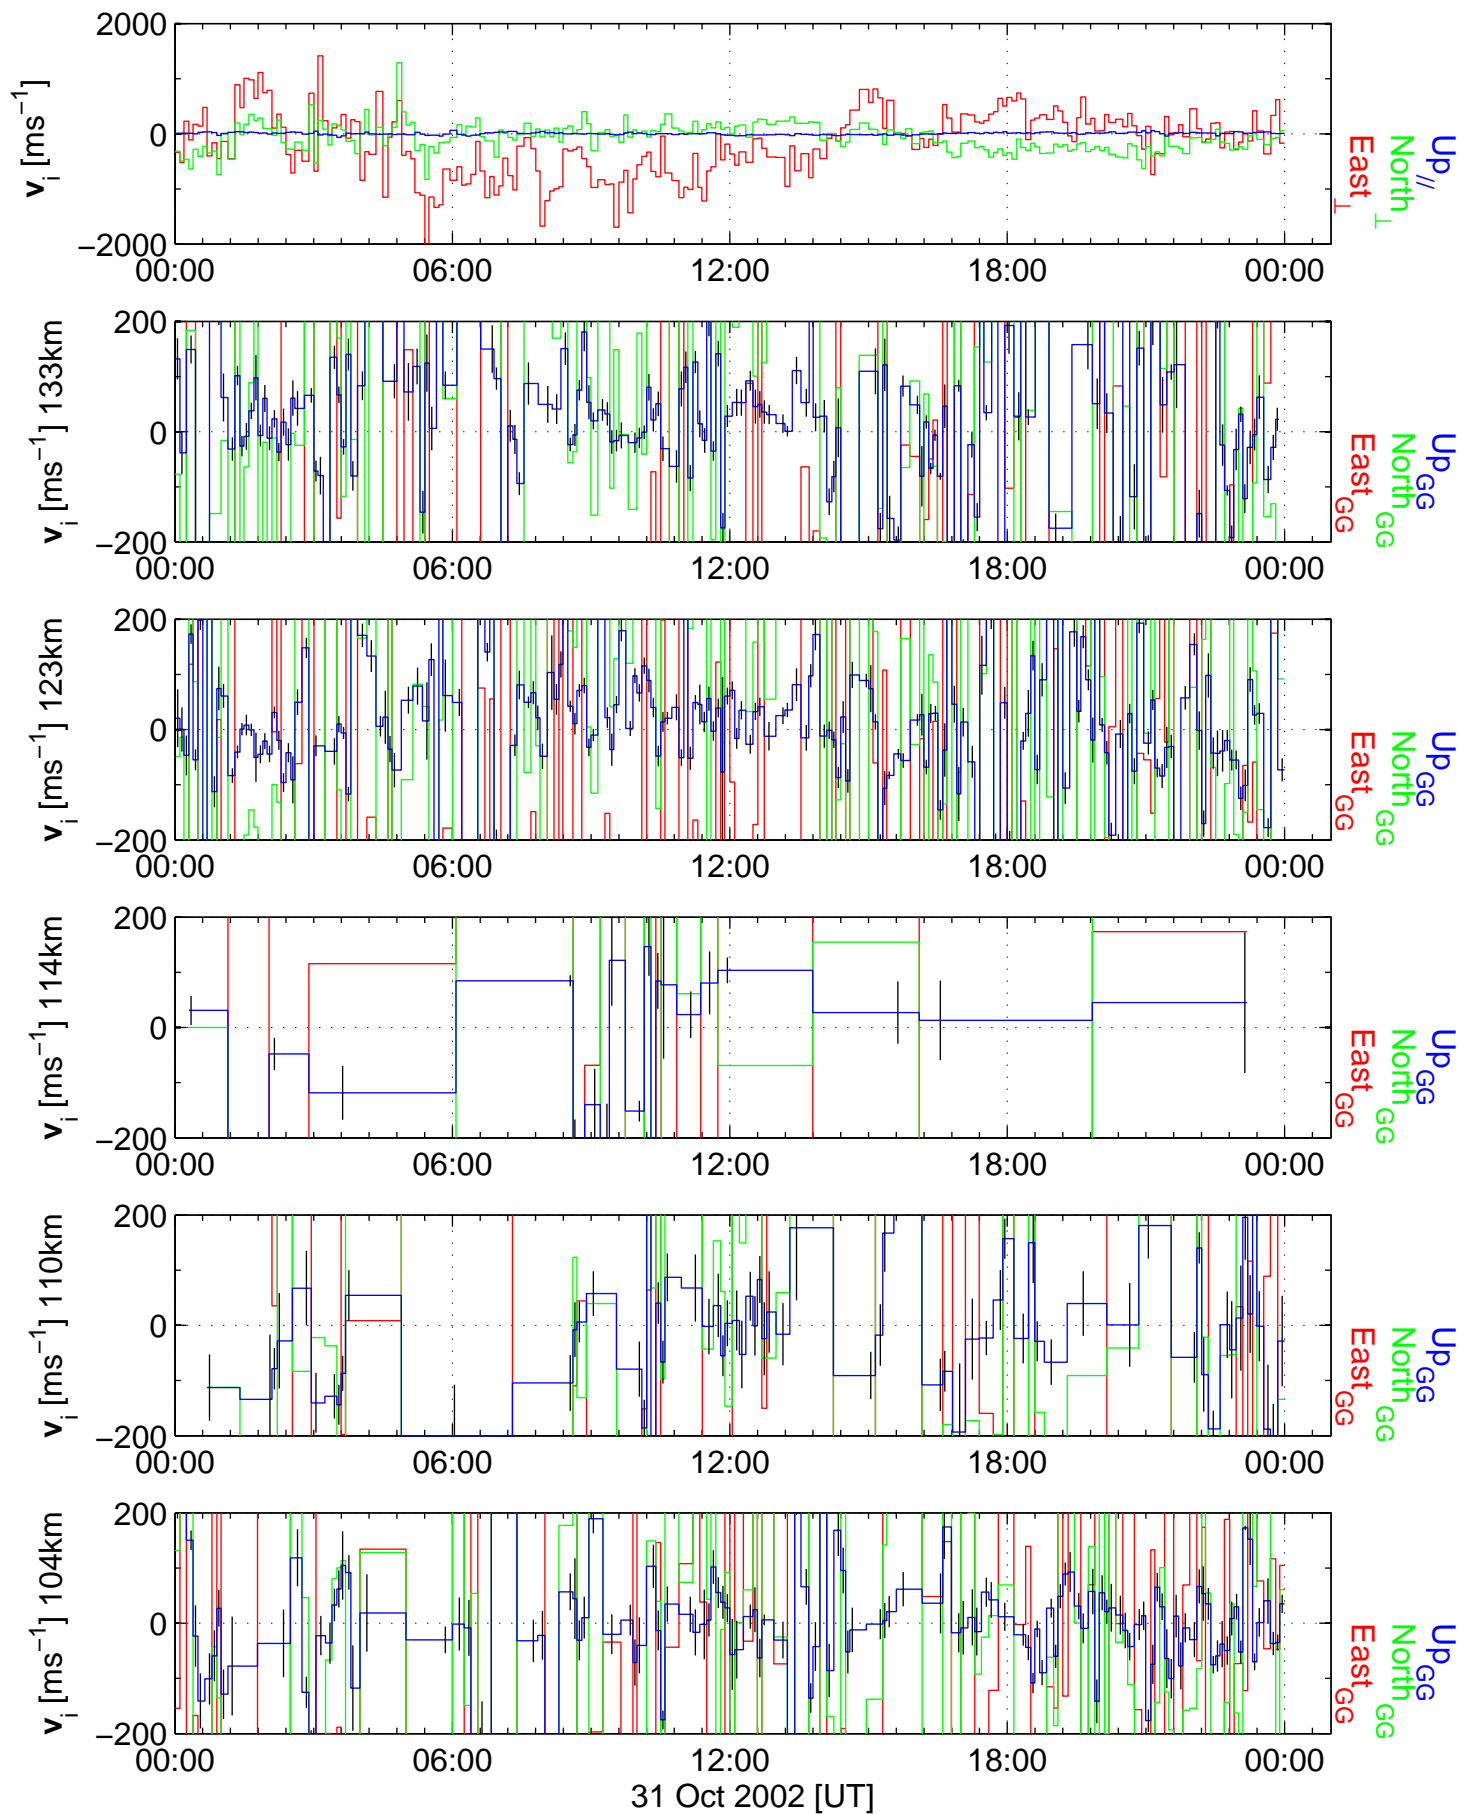 2000
0
−2000
v_i [ms⁻¹]
00:00 06:00 12:00 18:00 00:00
East_⊥
North_⊥
Up_//
200
0
−200
v_i [ms⁻¹] 133km
00:00 06:00 12:00 18:00 00:00
East_GG
North_GG
Up_GG
200
0
−200
v_i [ms⁻¹] 123km
00:00 06:00 12:00 18:00 00:00
East_GG
North_GG
Up_GG
200
0
−200
v_i [ms⁻¹] 114km
00:00 06:00 12:00 18:00 00:00
East_GG
North_GG
Up_GG
200
0
−200
v_i [ms⁻¹] 110km
00:00 06:00 12:00 18:00 00:00
East_GG
North_GG
Up_GG
200
0
−200
v_i [ms⁻¹] 104km
00:00 06:00 12:00 18:00 00:00
East_GG
North_GG
Up_GG
31 Oct 2002 [UT]